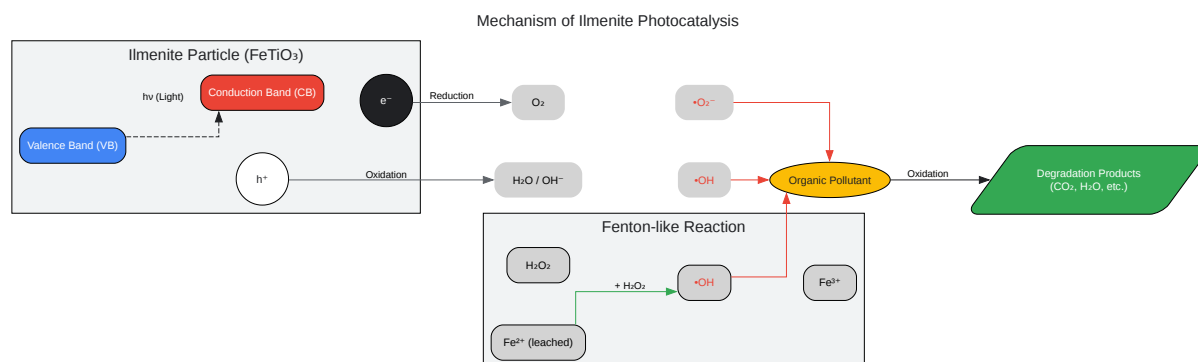 Mechanism of Ilmenite Photocatalysis
Ilmenite Particle (FeTiO₃)
hν (Light)
Conduction Band (CB)
e⁻
Reduction
O₂
•O₂⁻
Valence Band (VB)
h⁺
Oxidation
H₂O / OH⁻
•OH
Organic Pollutant
Oxidation
Degradation Products
(CO₂, H₂O, etc.)
Fenton-like Reaction
H₂O₂
+ H₂O₂
•OH
Fe³⁺
Fe²⁺ (leached)